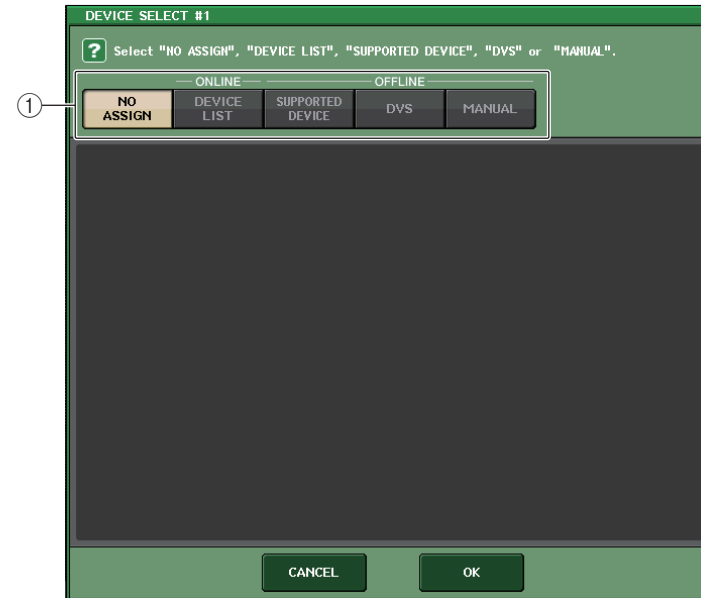 DEVICE SELECT #1
? Select "NO ASSIGN", "DEVICE LIST", "SUPPORTED DEVICE", "DVS" or "MANUAL".
ONLINE OFFLINE
① NO ASSIGN DEVICE LIST SUPPORTED DEVICE DVS MANUAL
CANCEL OK